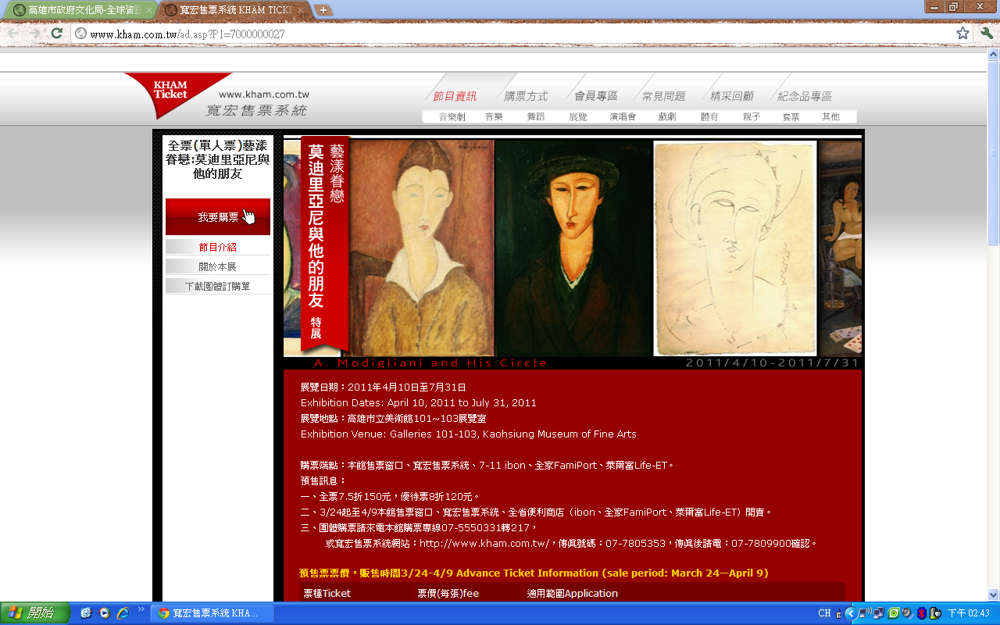 高雄市政府文化局-全球資訊
寬宏售票系統 KHAM TICKE
www.kham.com.tw/ad.asp?P1=7000000027
KHAM
Ticket
www.kham.com.tw
寬宏售票系統
節目資訊 購票方式 會員專區 常見問題 精采回顧 紀念品專區
音樂劇 音樂 舞蹈 展覽 演唱會 戲劇 體育 親子 套票 其他
全票(單人票)藝漾
眷戀:莫迪里亞尼與
他的朋友
我要購票
節目介紹
關於本展
下載團體訂購單
藝漾眷戀
莫迪里亞尼與他的朋友
特展
A. Modigliani and His Circle
2011/4/10-2011/7/31
展覽日期：2011年4月10日至7月31日
Exhibition Dates: April 10, 2011 to July 31, 2011
展覽地點：高雄市立美術館101~103展覽室
Exhibition Venue: Galleries 101-103, Kaohsiung Museum of Fine Arts
購票端點：本館售票窗口、寬宏售票系統、7-11 ibon、全家FamiPort、萊爾富Life-ET。
預售訊息：
一、全票7.5折150元，優待票8折120元。
二、3/24起至4/9本館售票窗口、寬宏售票系統、全省便利商店（ibon、全家FamiPort、萊爾富Life-ET）開賣。
三、團體購票請來電本館購票專線07-5550331轉217，
或寬宏售票系統網站：http://www.kham.com.tw/，傳真號碼：07-7805353，傳真後請電：07-7809900確認。
預售票票價，販售時間3/24-4/9 Advance Ticket Information (sale period: March 24—April 9)
票種Ticket 票價(每張)fee 適用範圍Application
開始
寬宏售票系統 KHA...
CH
下午 02:43